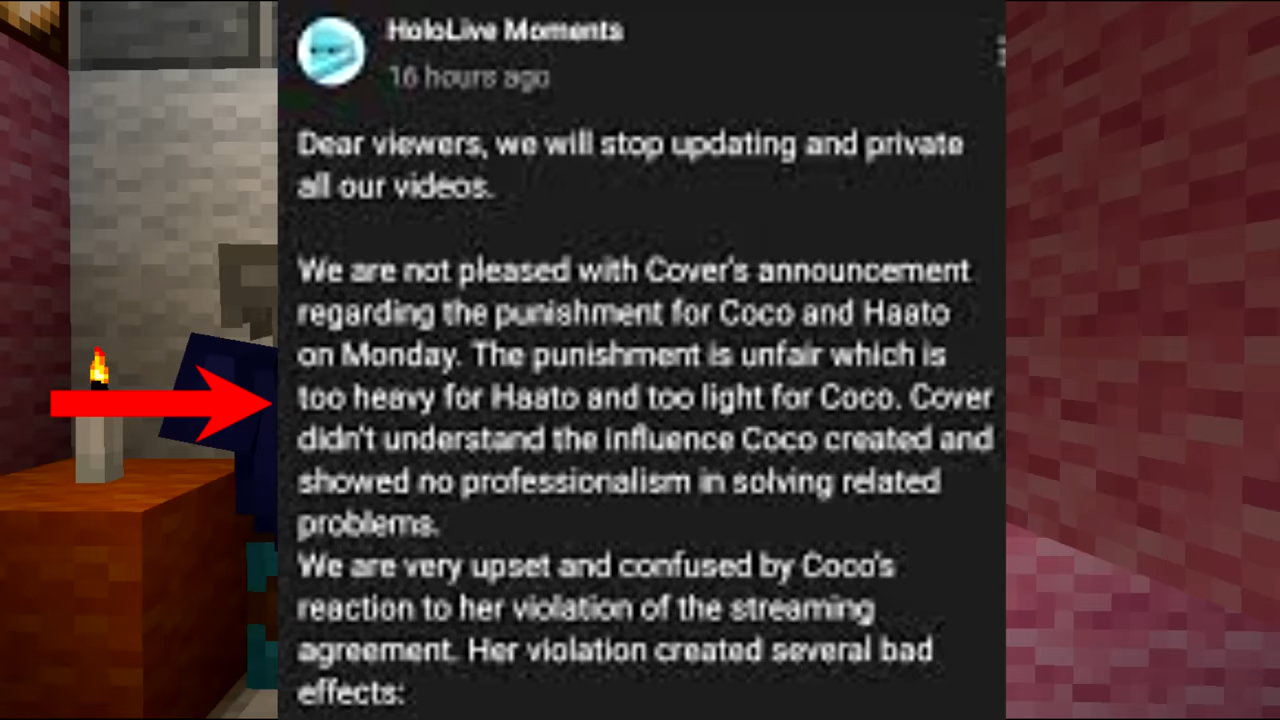 HoloLive Moments
16 hours ago
Dear viewers, we will stop updating and private
all our videos.
We are not pleased with Cover's announcement
regarding the punishment for Coco and Haato
on Monday. The punishment is unfair which is
too heavy for Haato and too light for Coco. Cover
didn't understand the influence Coco created and
showed no professionalism in solving related
problems.
We are very upset and confused by Coco's
reaction to her violation of the streaming
agreement. Her violation created several bad
effects: